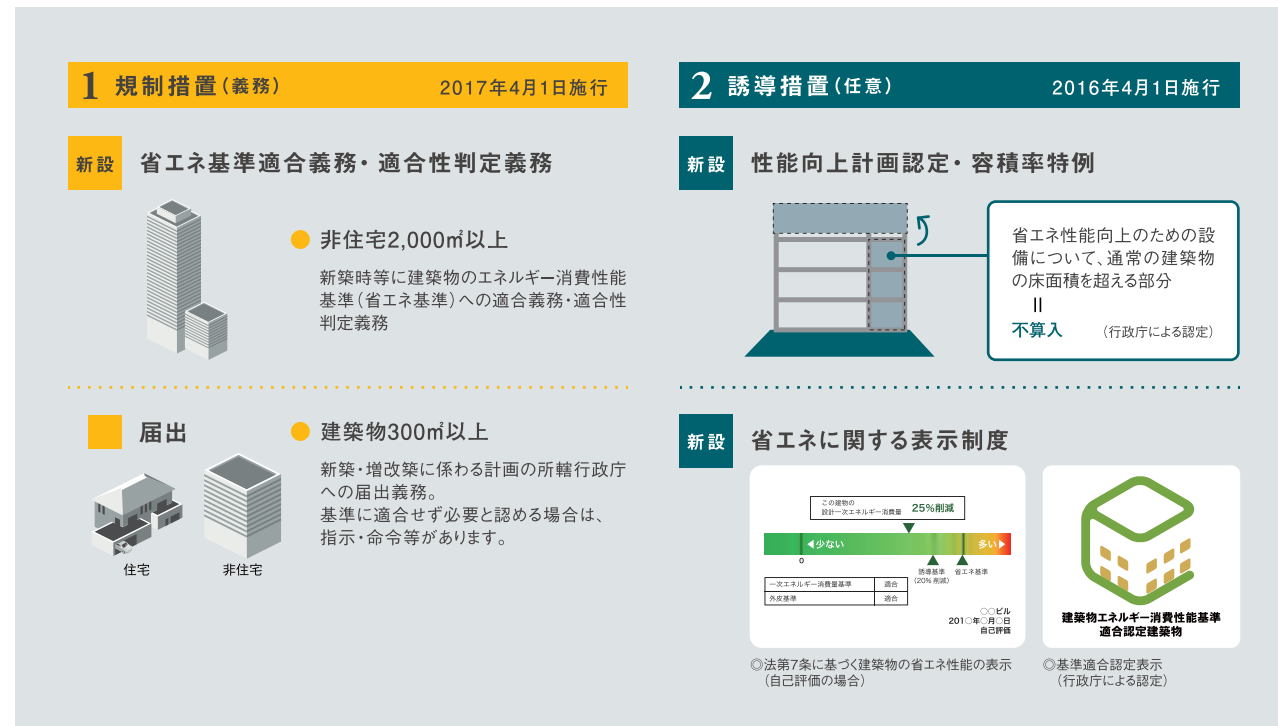 1 規制措置(義務) 2017年4月1日施行
新設 省エネ基準適合義務・適合性判定義務
非住宅2,000㎡以上
新築時等に建築物のエネルギー消費性能
基準(省エネ基準)への適合義務・適合性
判定義務
届出
建築物300㎡以上
新築・増改築に係わる計画の所轄行政庁
への届出義務。
基準に適合せず必要と認める場合は、
指示・命令等があります。
住宅 非住宅
2 誘導措置(任意) 2016年4月1日施行
新設 性能向上計画認定・容積率特例
省エネ性能向上のための設
備について、通常の建築物
の床面積を超える部分
=
不算入 (行政庁による認定)
新設 省エネに関する表示制度
この建物の
設計一次エネルギー消費量 25%削減
◀少ない 多い▶
0
誘導基準 省エネ基準
(20%削減)
一次エネルギー消費量基準 適合
外皮基準 適合
○○ビル
201○年○月○日
自己評価
建築物エネルギー消費性能基準
適合認定建築物
◎法第7条に基づく建築物の省エネ性能の表示
(自己評価の場合)
◎基準適合認定表示
(行政庁による認定)